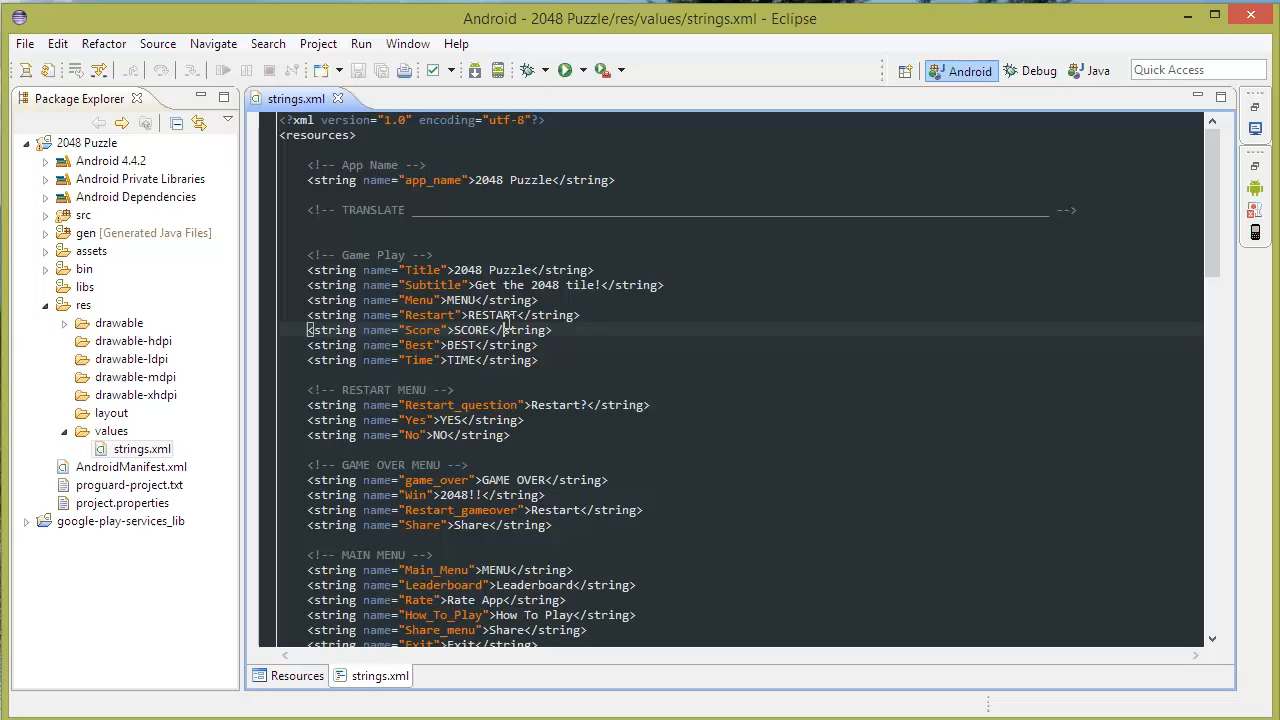 Android - 2048 Puzzle/res/values/strings.xml - Eclipse
File Edit Refactor Source Navigate Search Project Run Window Help
Android Debug Java Quick Access
Package Explorer
2048 Puzzle
Android 4.4.2
Android Private Libraries
Android Dependencies
src
gen [Generated Java Files]
assets
bin
libs
res
drawable
drawable-hdpi
drawable-ldpi
drawable-mdpi
drawable-xhdpi
layout
values
strings.xml
AndroidManifest.xml
proguard-project.txt
project.properties
google-play-services_lib
strings.xml
<?xml version="1.0" encoding="utf-8"?>
<resources>
<!-- App Name -->
<string name="app_name">2048 Puzzle</string>
<!-- TRANSLATE ___________________________________________________________________________________________ -->
<!-- Game Play -->
<string name="Title">2048 Puzzle</string>
<string name="Subtitle">Get the 2048 tile!</string>
<string name="Menu">MENU</string>
<string name="Restart">RESTART</string>
<string name="Score">SCORE</string>
<string name="Best">BEST</string>
<string name="Time">TIME</string>
<!-- RESTART MENU -->
<string name="Restart_question">Restart?</string>
<string name="Yes">YES</string>
<string name="No">NO</string>
<!-- GAME OVER MENU -->
<string name="game_over">GAME OVER</string>
<string name="Win">2048!!</string>
<string name="Restart_gameover">Restart</string>
<string name="Share">Share</string>
<!-- MAIN MENU -->
<string name="Main_Menu">MENU</string>
<string name="Leaderboard">Leaderboard</string>
<string name="Rate">Rate App</string>
<string name="How_To_Play">How To Play</string>
<string name="Share_menu">Share</string>
<string name="Exit">Exit</string>
Resources strings.xml